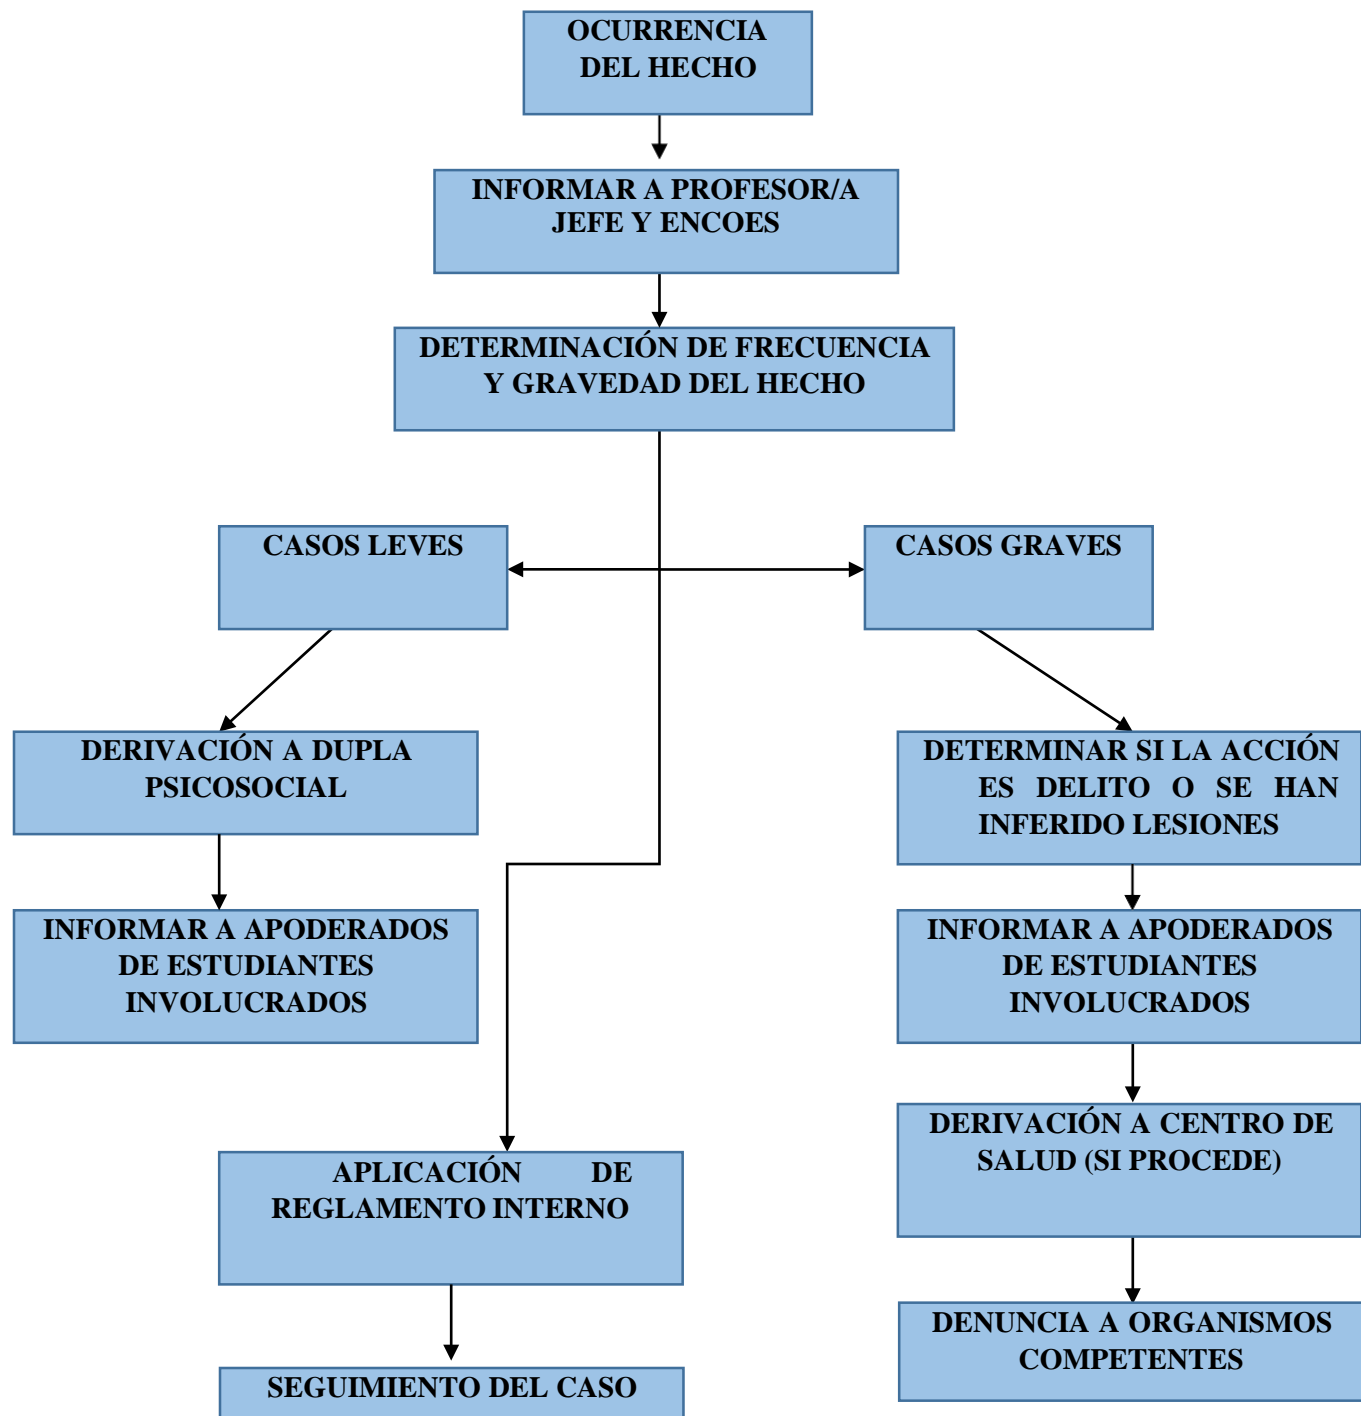 OCURRENCIA
DEL HECHO
INFORMAR A PROFESOR/A
JEFE Y ENCOES
DETERMINACIÓN DE FRECUENCIA
Y GRAVEDAD DEL HECHO
CASOS LEVES
CASOS GRAVES
DERIVACIÓN A DUPLA
PSICOSOCIAL
DETERMINAR SI LA ACCIÓN
ES DELITO O SE HAN
INFERIDO LESIONES
INFORMAR A APODERADOS
DE ESTUDIANTES
INVOLUCRADOS
INFORMAR A APODERADOS
DE ESTUDIANTES
INVOLUCRADOS
DERIVACIÓN A CENTRO DE
SALUD (SI PROCEDE)
APLICACIÓN DE
REGLAMENTO INTERNO
DENUNCIA A ORGANISMOS
COMPETENTES
SEGUIMIENTO DEL CASO